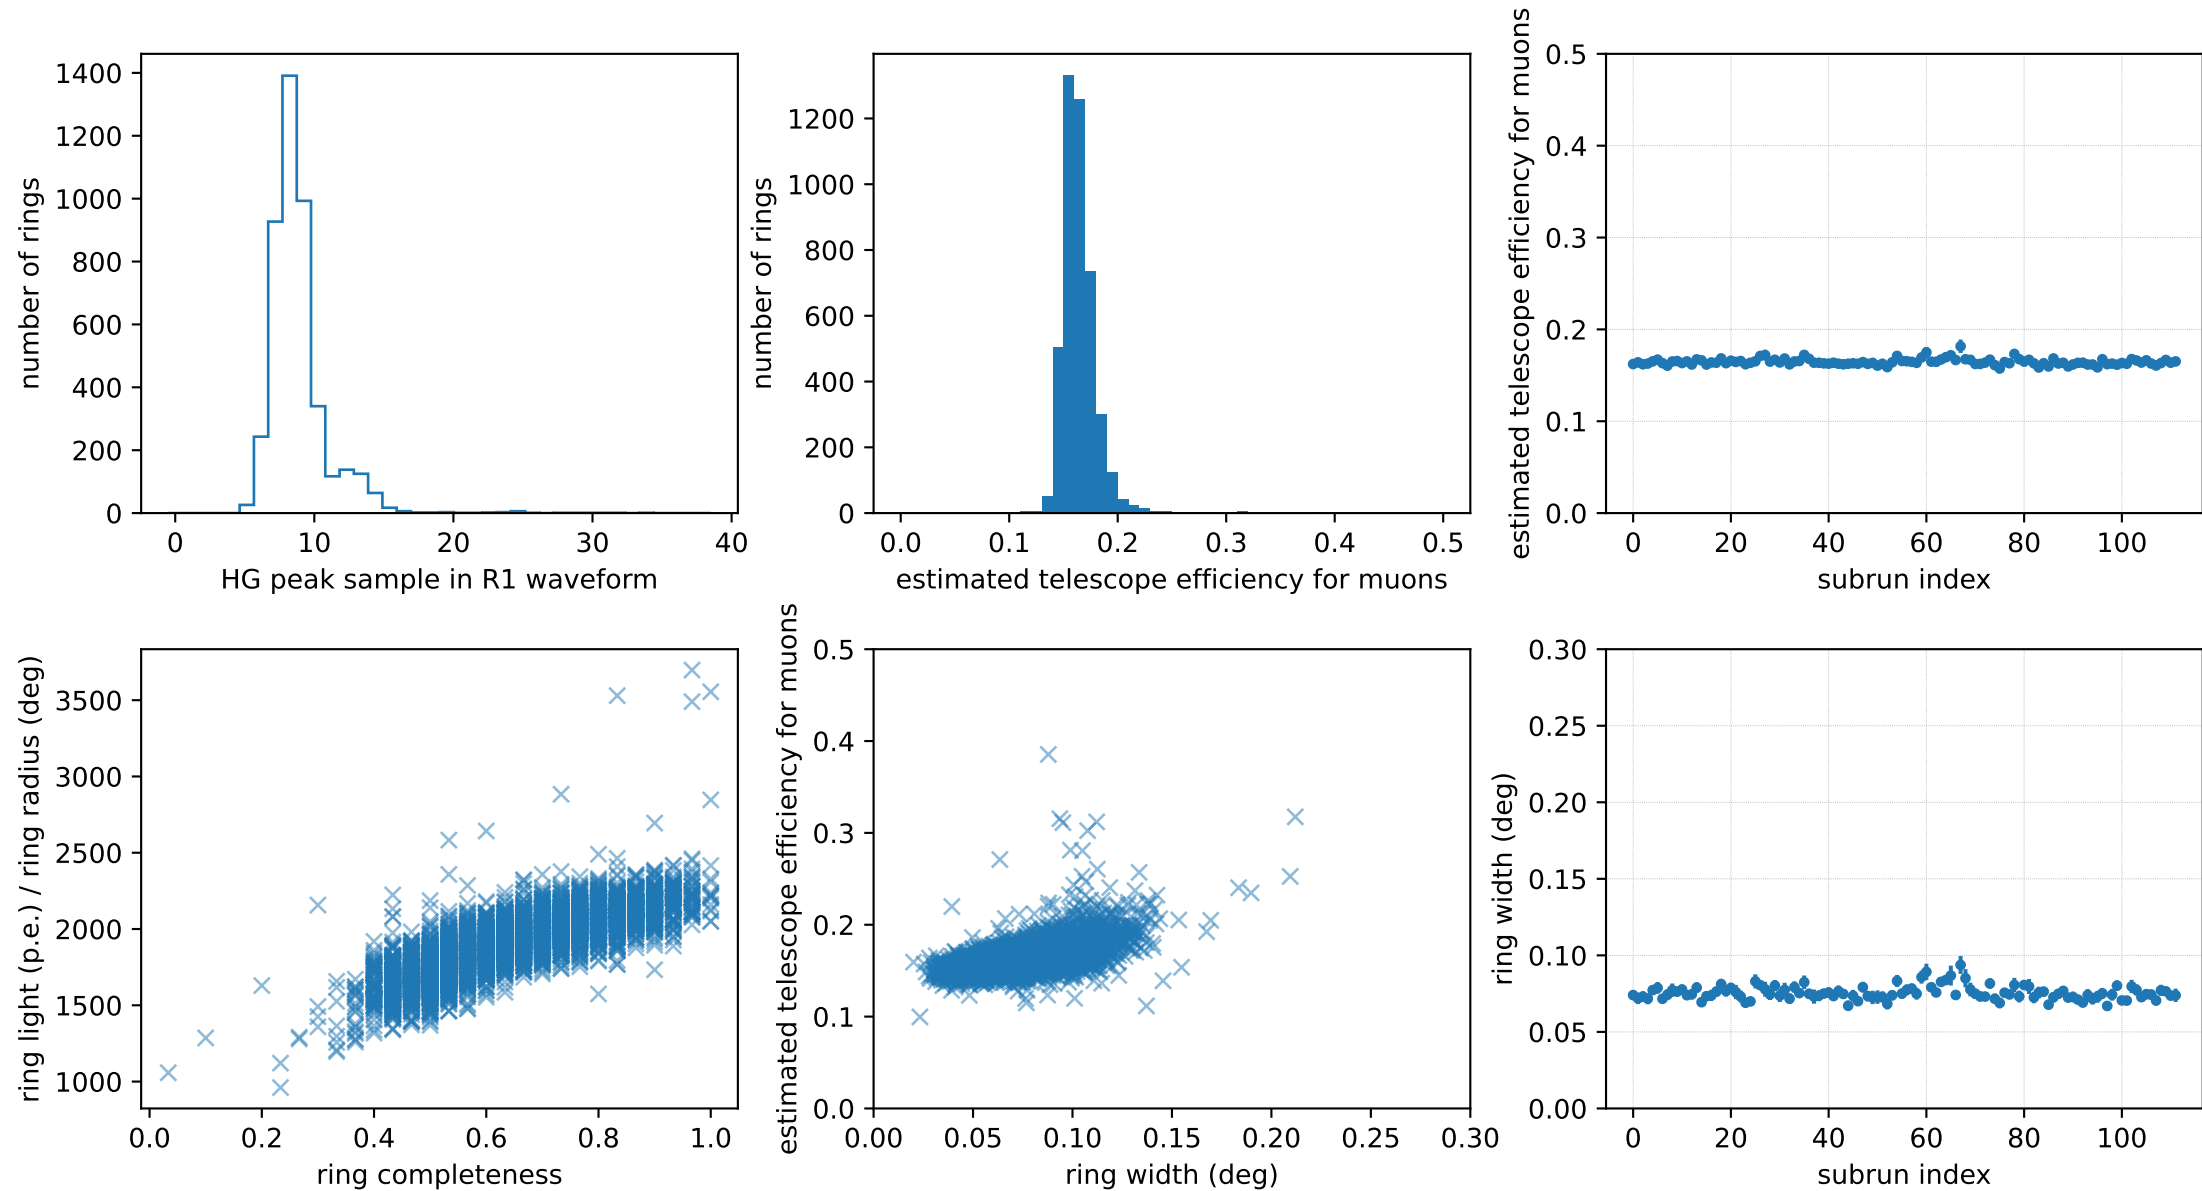 1400
1200
1000
800
600
400
200
0
number of rings
0 10 20 30 40
HG peak sample in R1 waveform
1200
1000
800
600
400
200
0
number of rings
0.0 0.1 0.2 0.3 0.4 0.5
estimated telescope efficiency for muons
0.5
0.4
0.3
0.2
0.1
0.0
estimated telescope efficiency for muons
0 20 40 60 80 100
subrun index
3500
3000
2500
2000
1500
1000
ring light (p.e.) / ring radius (deg)
0.0 0.2 0.4 0.6 0.8 1.0
ring completeness
0.5
0.4
0.3
0.2
0.1
0.0
estimated telescope efficiency for muons
0.00 0.05 0.10 0.15 0.20 0.25 0.30
ring width (deg)
0.30
0.25
0.20
0.15
0.10
0.05
0.00
ring width (deg)
0 20 40 60 80 100
subrun index